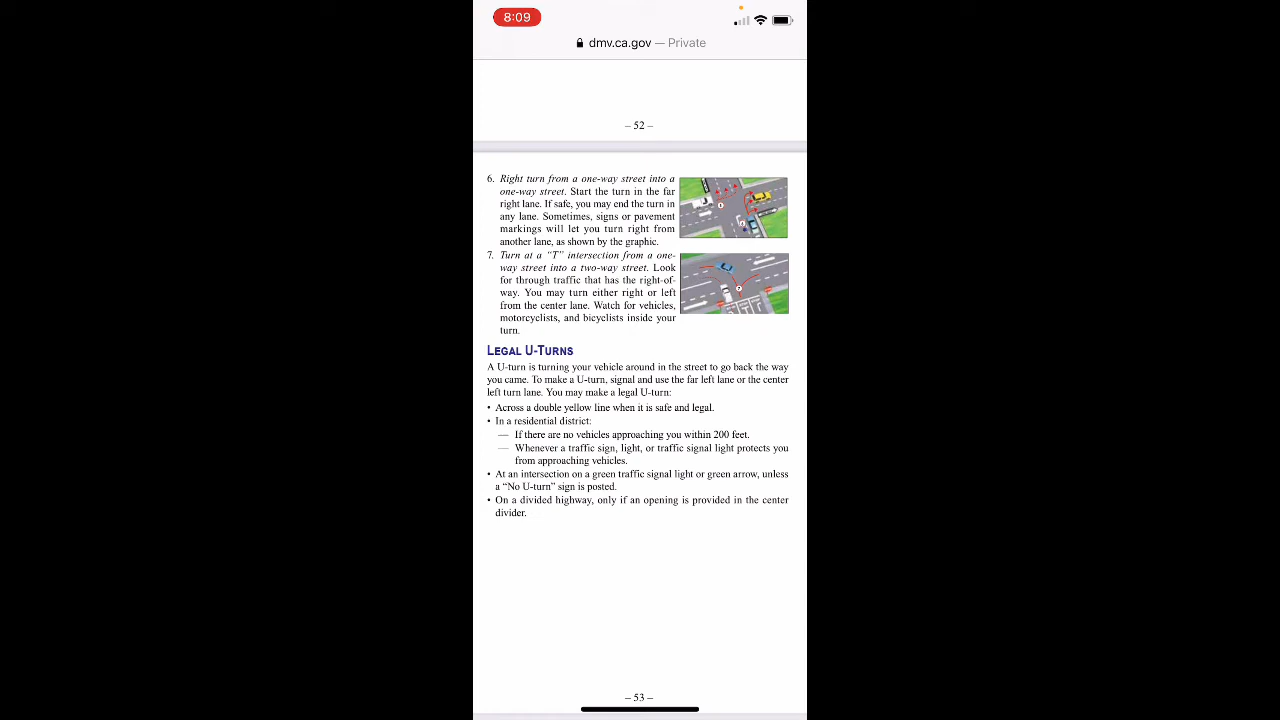 8:09
dmv.ca.gov — Private
– 52 –
6. Right turn from a one-way street into a
one-way street. Start the turn in the far
right lane. If safe, you may end the turn in
any lane. Sometimes, signs or pavement
markings will let you turn right from
another lane, as shown by the graphic.
7. Turn at a “T” intersection from a one-
way street into a two-way street. Look
for through traffic that has the right-of-
way. You may turn either right or left
from the center lane. Watch for vehicles,
motorcyclists, and bicyclists inside your
turn.
LEGAL U-TURNS
A U-turn is turning your vehicle around in the street to go back the way
you came. To make a U-turn, signal and use the far left lane or the center
left turn lane. You may make a legal U-turn:
• Across a double yellow line when it is safe and legal.
• In a residential district:
— If there are no vehicles approaching you within 200 feet.
— Whenever a traffic sign, light, or traffic signal light protects you
from approaching vehicles.
• At an intersection on a green traffic signal light or green arrow, unless
a “No U-turn” sign is posted.
• On a divided highway, only if an opening is provided in the center
divider.
– 53 –